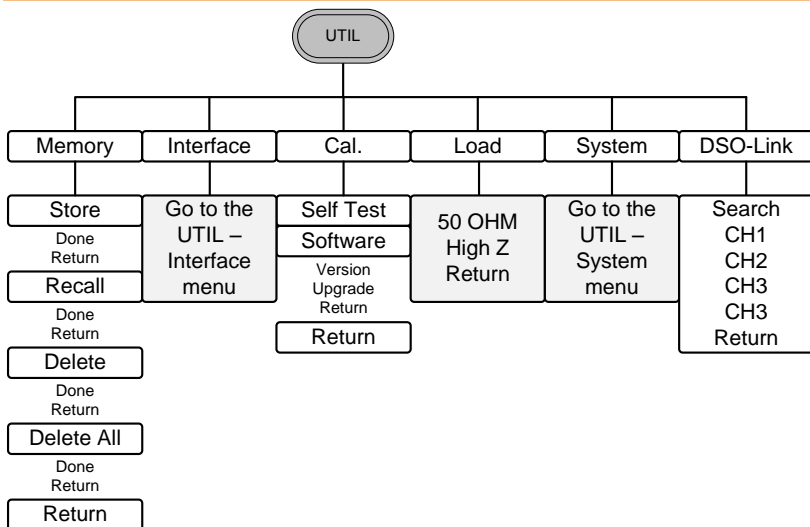 UTIL
Memory
Interface
Cal.
Load
System
DSO-Link
Store
Done
Return
Recall
Done
Return
Delete
Done
Return
Delete All
Done
Return
Return
Go to the
UTIL –
Interface
menu
Self Test
Software
Version
Upgrade
Return
Return
50 OHM
High Z
Return
Go to the
UTIL –
System
menu
Search
CH1
CH2
CH3
CH3
Return